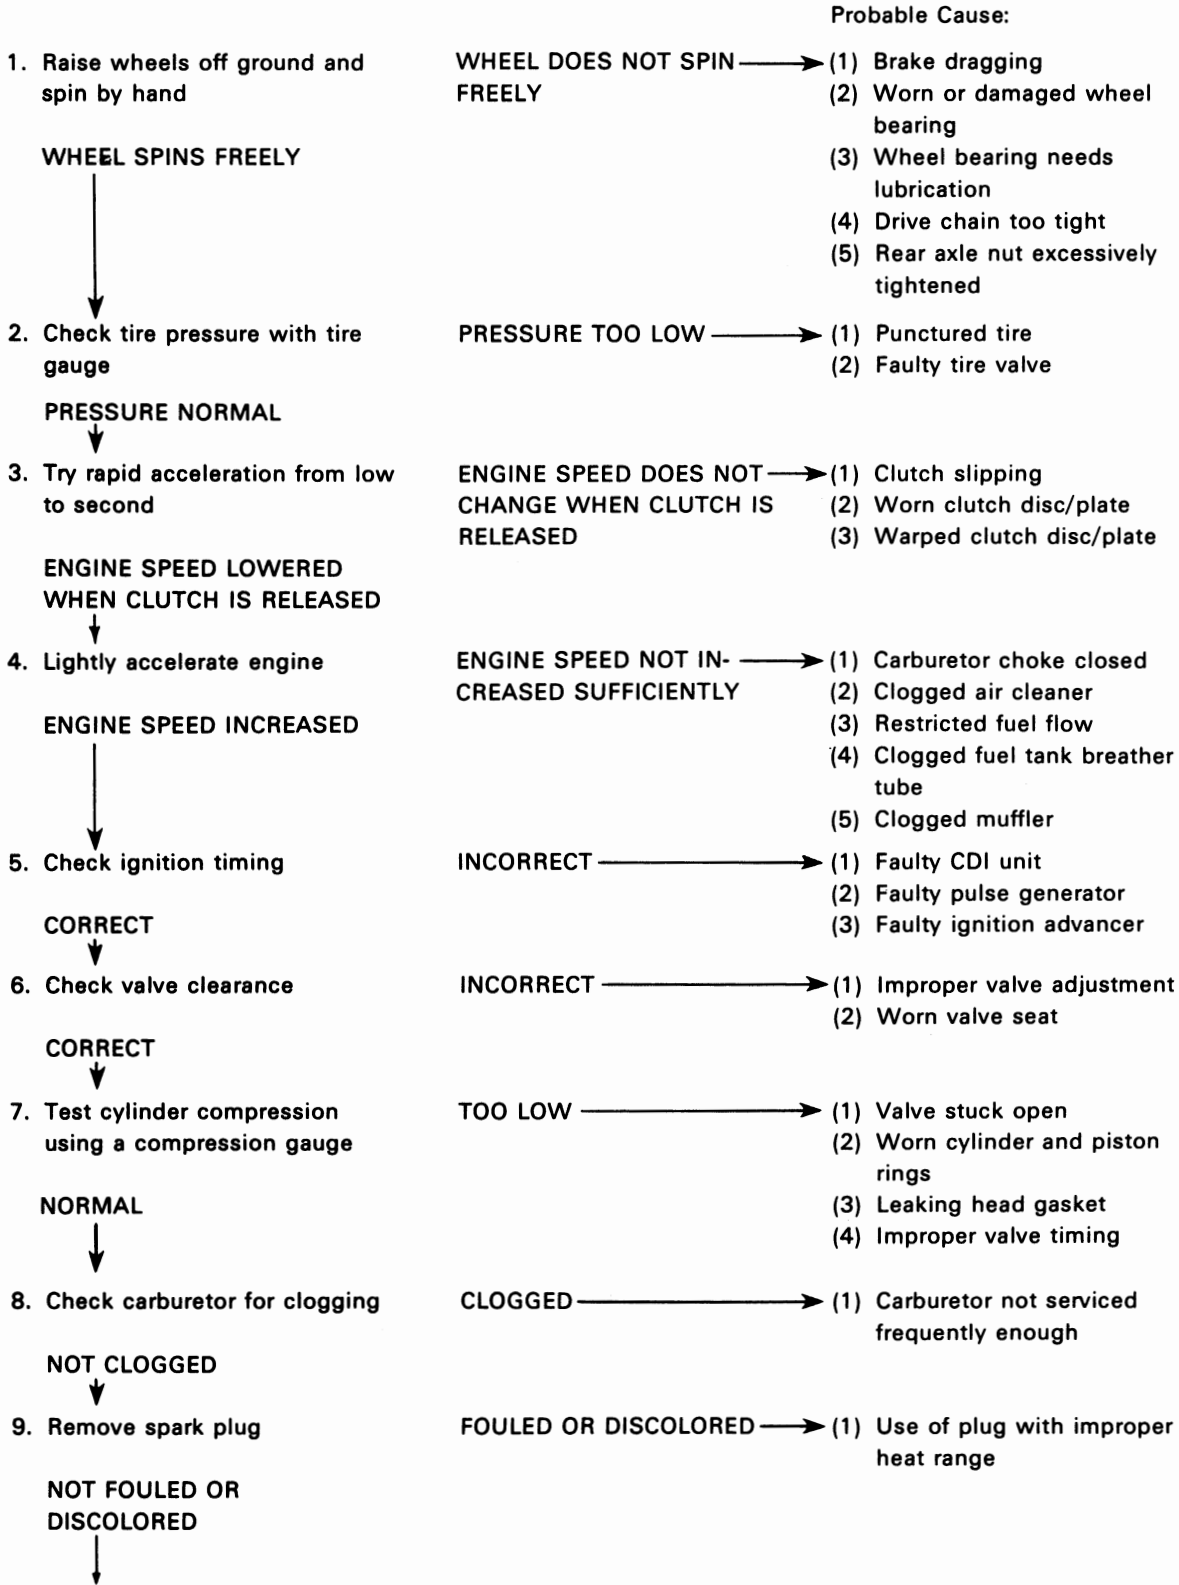 Probable Cause:
1. Raise wheels off ground and
spin by hand
WHEEL DOES NOT SPIN
FREELY
(1) Brake dragging
(2) Worn or damaged wheel
bearing
(3) Wheel bearing needs
lubrication
(4) Drive chain too tight
(5) Rear axle nut excessively
tightened
WHEEL SPINS FREELY
2. Check tire pressure with tire
gauge
PRESSURE TOO LOW
(1) Punctured tire
(2) Faulty tire valve
PRESSURE NORMAL
3. Try rapid acceleration from low
to second
ENGINE SPEED DOES NOT
CHANGE WHEN CLUTCH IS
RELEASED
(1) Clutch slipping
(2) Worn clutch disc/plate
(3) Warped clutch disc/plate
ENGINE SPEED LOWERED
WHEN CLUTCH IS RELEASED
4. Lightly accelerate engine
ENGINE SPEED NOT IN-
CREASED SUFFICIENTLY
(1) Carburetor choke closed
(2) Clogged air cleaner
(3) Restricted fuel flow
(4) Clogged fuel tank breather
tube
(5) Clogged muffler
ENGINE SPEED INCREASED
5. Check ignition timing
INCORRECT
(1) Faulty CDI unit
(2) Faulty pulse generator
(3) Faulty ignition advancer
CORRECT
6. Check valve clearance
INCORRECT
(1) Improper valve adjustment
(2) Worn valve seat
CORRECT
7. Test cylinder compression
using a compression gauge
TOO LOW
(1) Valve stuck open
(2) Worn cylinder and piston
rings
(3) Leaking head gasket
(4) Improper valve timing
NORMAL
8. Check carburetor for clogging
CLOGGED
(1) Carburetor not serviced
frequently enough
NOT CLOGGED
9. Remove spark plug
FOULED OR DISCOLORED
(1) Use of plug with improper
heat range
NOT FOULED OR
DISCOLORED